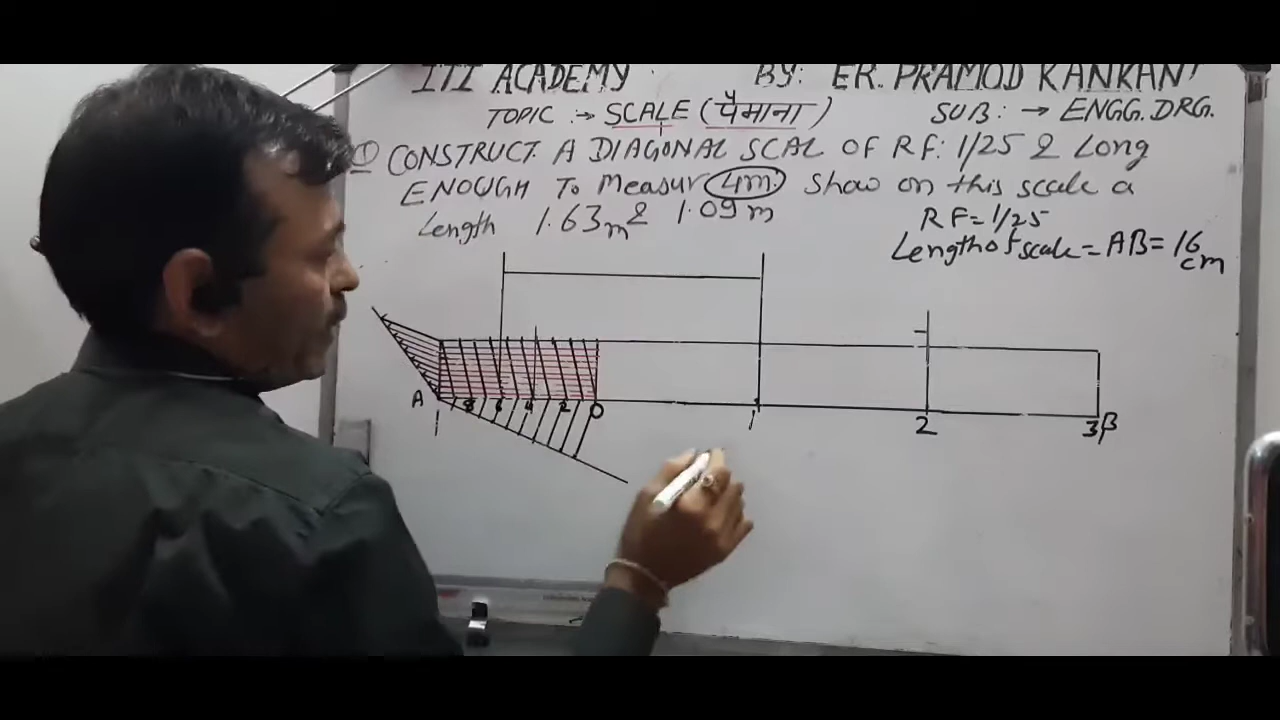 ITI ACADEMY BY: ER. PRAMOD KANKANI
TOPIC :→ SCALE (पैमाना) SUB: → ENGG. DRG.
① CONSTRUCT A DIAGONAL SCAL OF RF: 1/25 & Long
ENOUGH To Measur 4m. Show on this scale a
Length 1.63m & 1.09m
RF = 1/25
Length of scale = AB = 16
cm
A 8 6 4 2 0
1 1 2 3 B